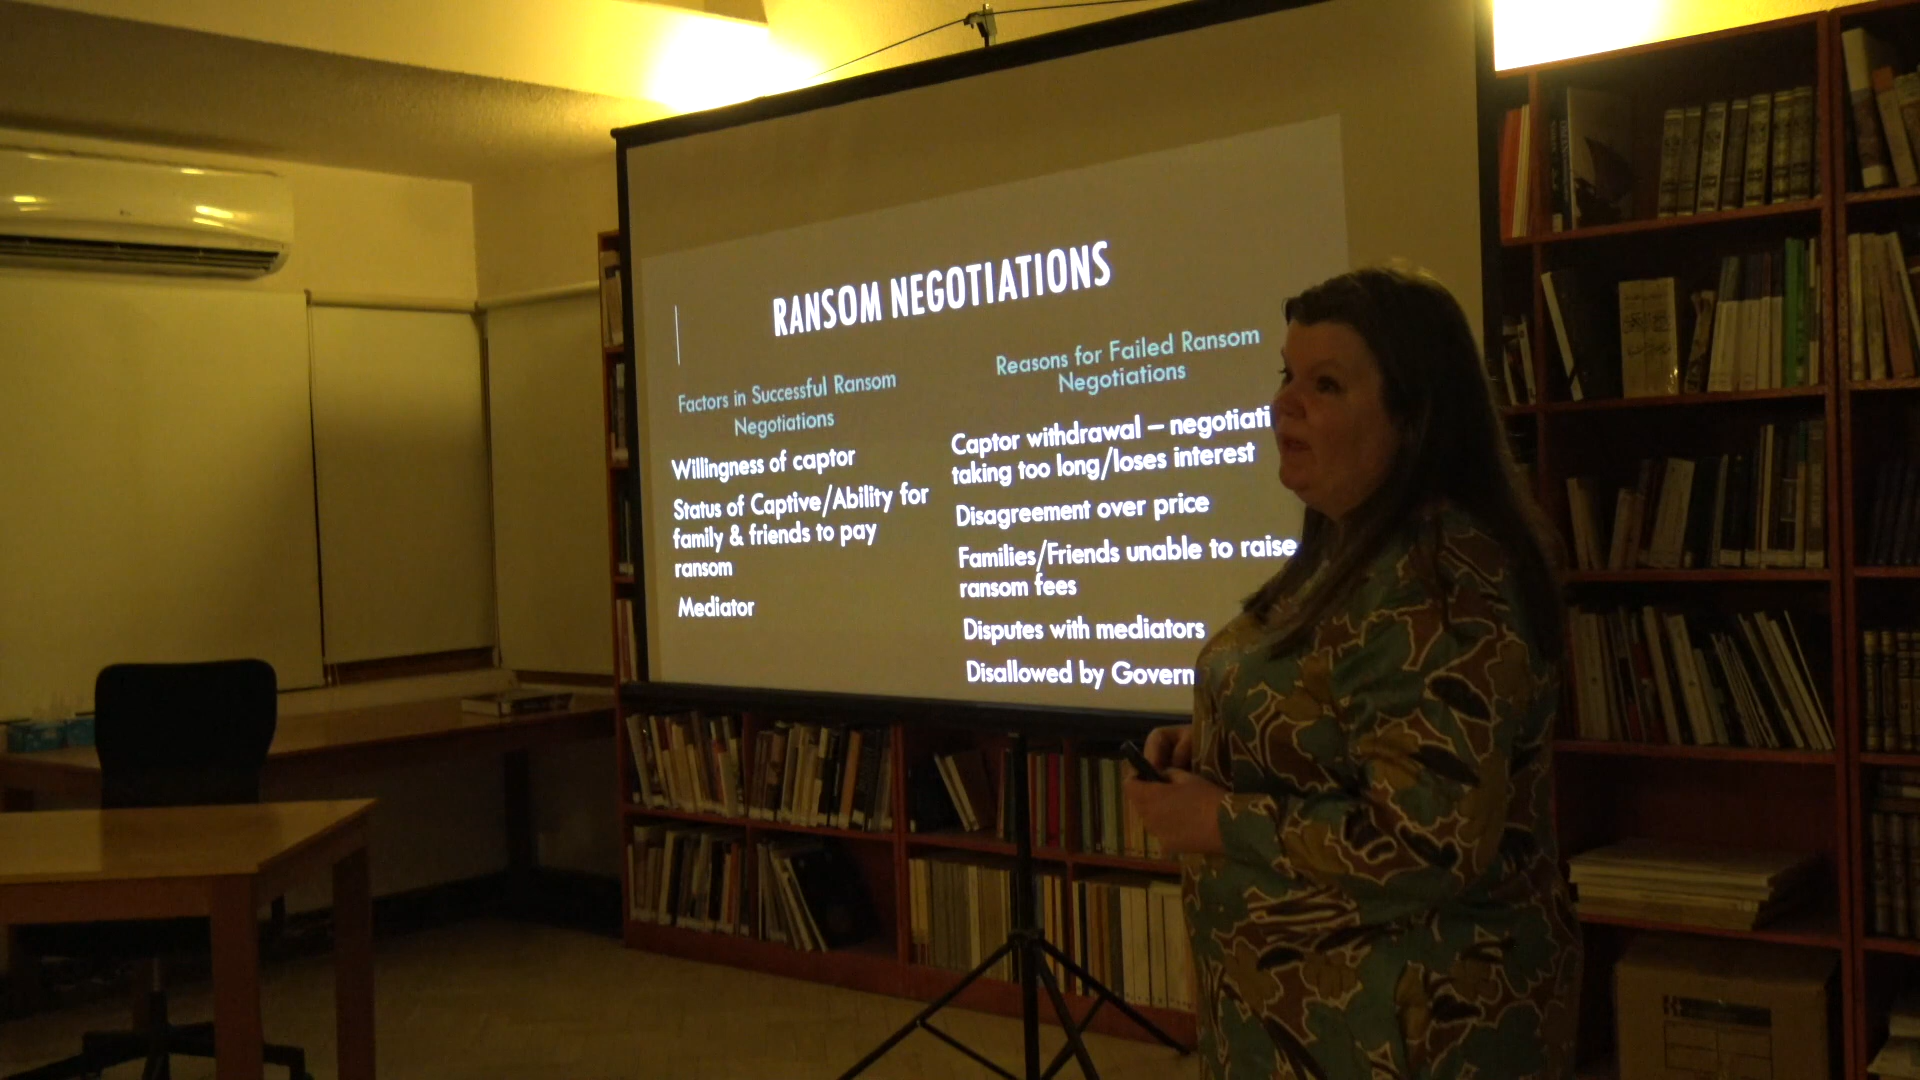 RANSOM NEGOTIATIONS
Factors in Successful Ransom
Negotiations
Willingness of captor
Status of Captive/Ability for
family & friends to pay
ransom
Mediator
Reasons for Failed Ransom
Negotiations
Captor withdrawal – negotiati
taking too long/loses interest
Disagreement over price
Families/Friends unable to raise
ransom fees
Disputes with mediators
Disallowed by Govern